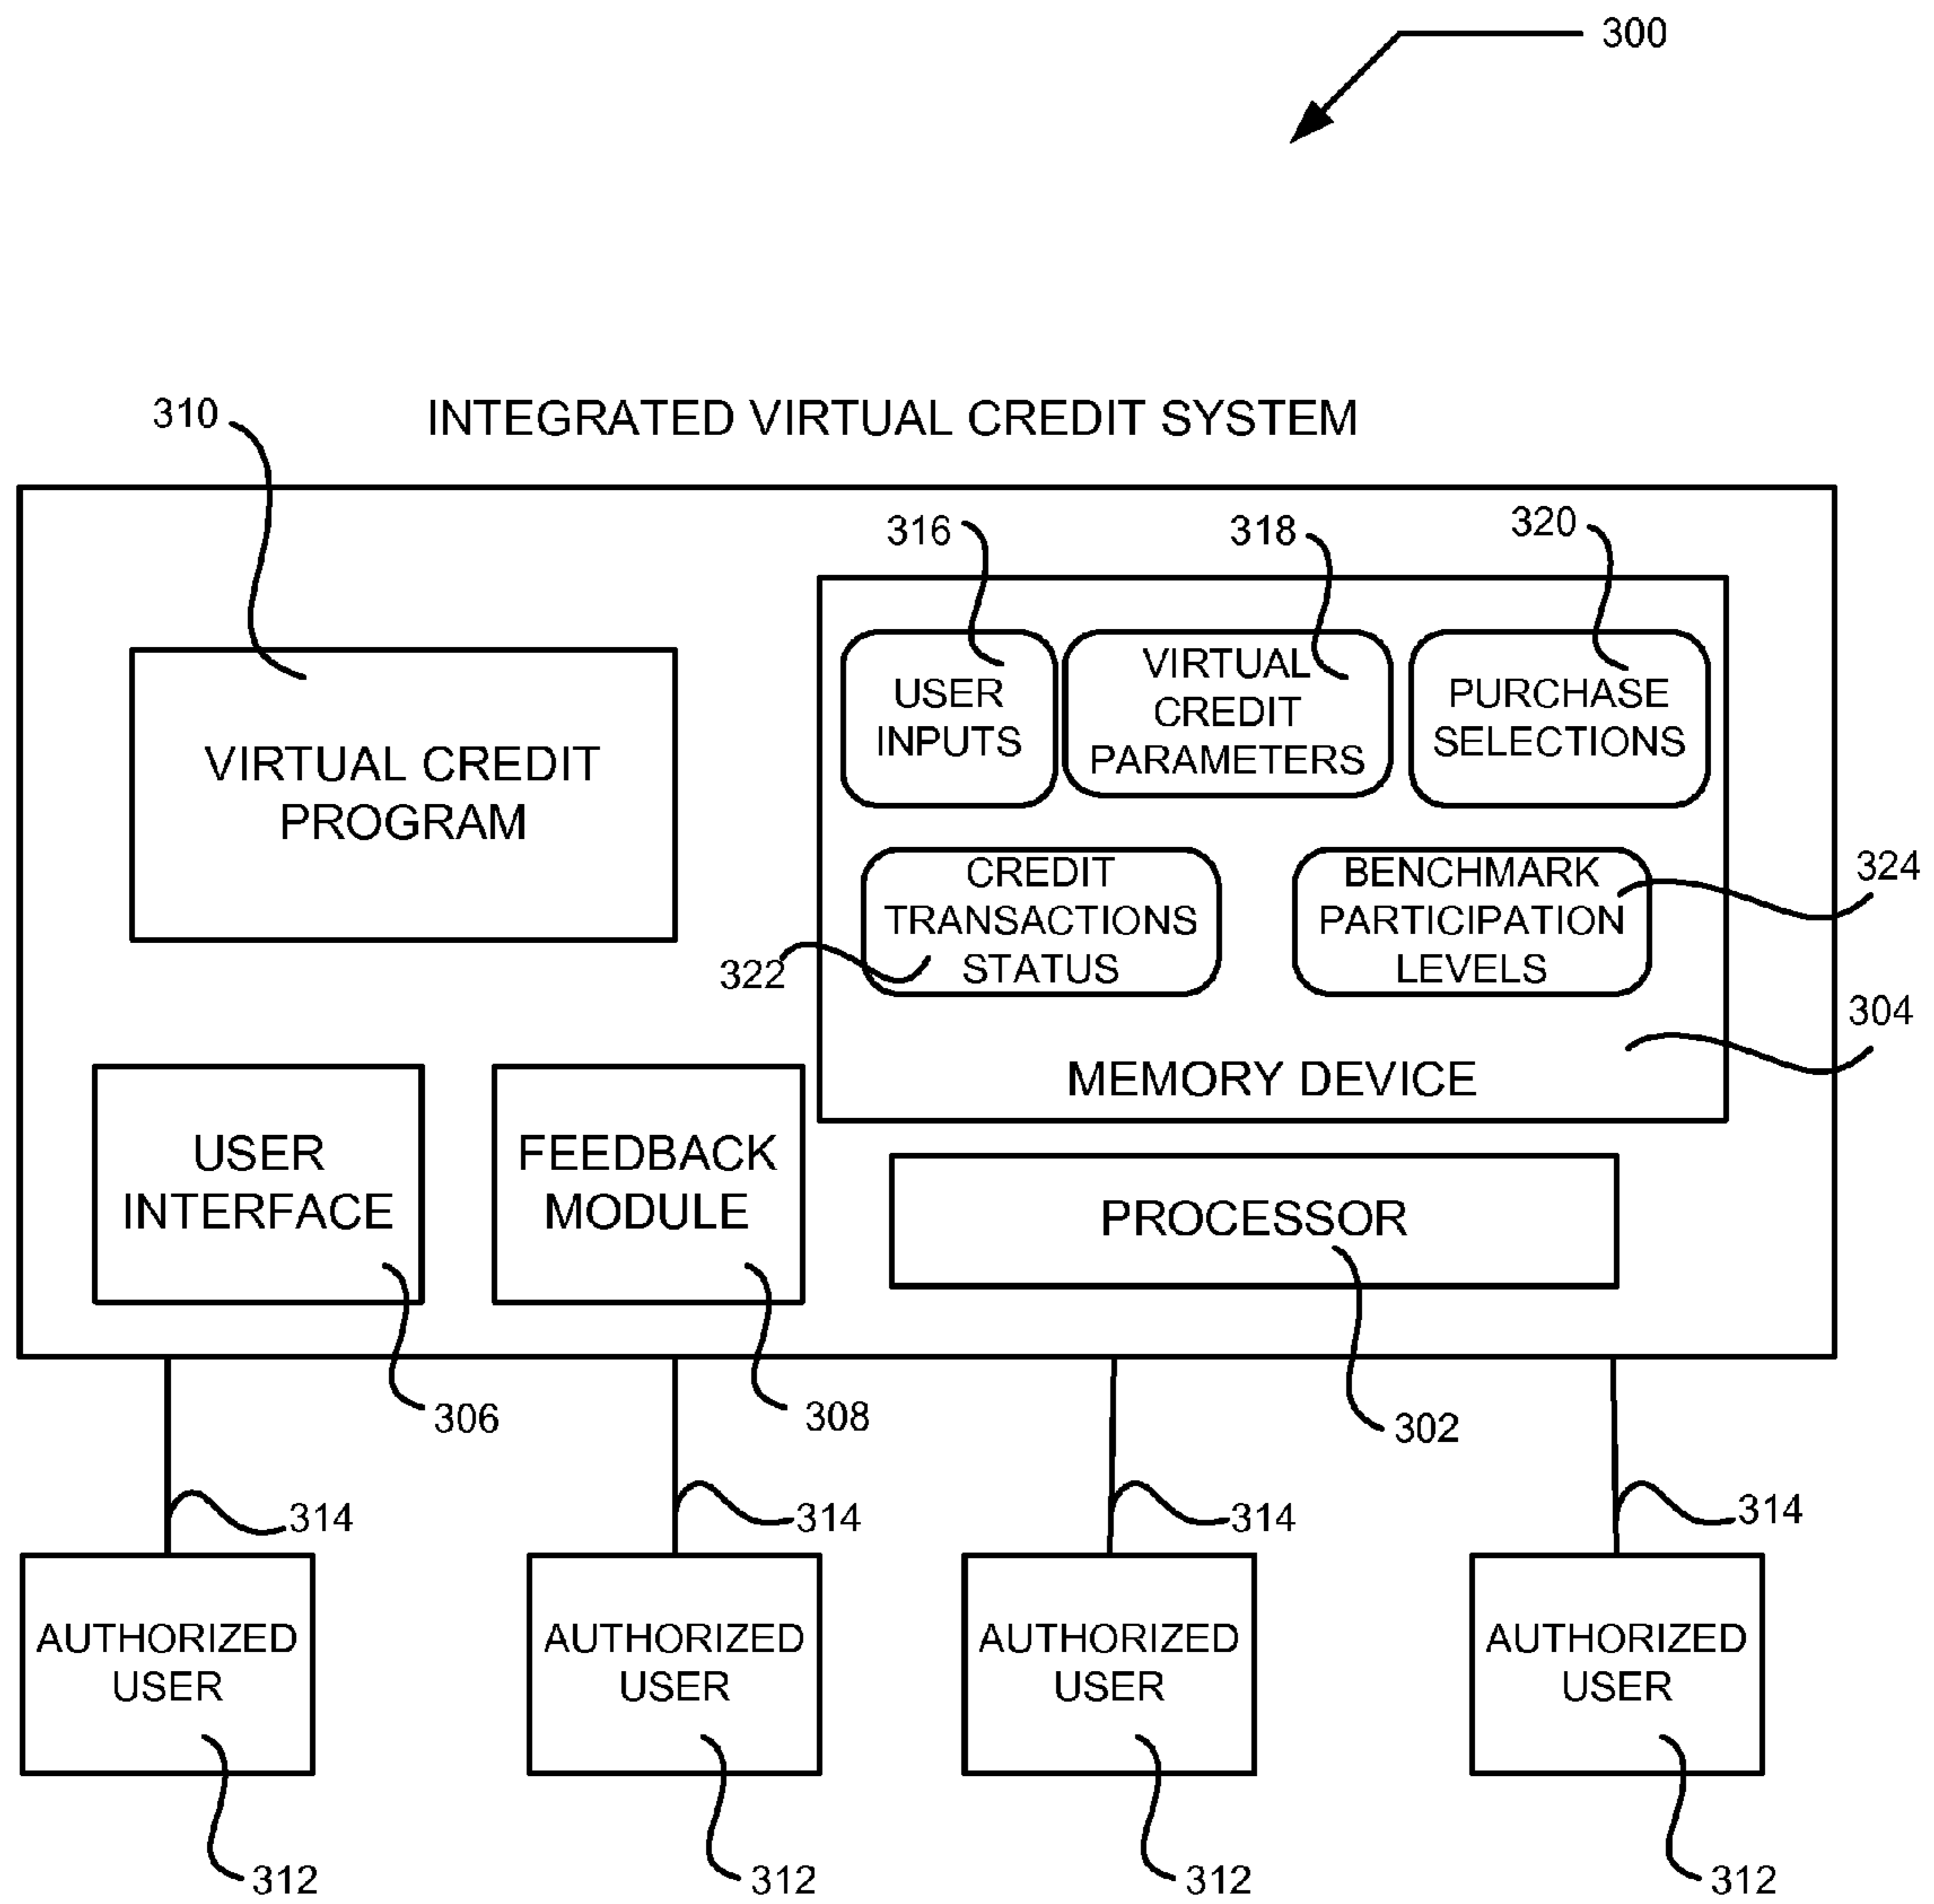 300
310
INTEGRATED VIRTUAL CREDIT SYSTEM
316
318
320
USER
INPUTS
VIRTUAL
CREDIT
PARAMETERS
PURCHASE
SELECTIONS
VIRTUAL CREDIT
PROGRAM
CREDIT
TRANSACTIONS
STATUS
322
BENCHMARK
PARTICIPATION
LEVELS
324
304
MEMORY DEVICE
USER
INTERFACE
FEEDBACK
MODULE
PROCESSOR
306
308
302
314
314
314
314
AUTHORIZED
USER
AUTHORIZED
USER
AUTHORIZED
USER
AUTHORIZED
USER
312
312
312
312